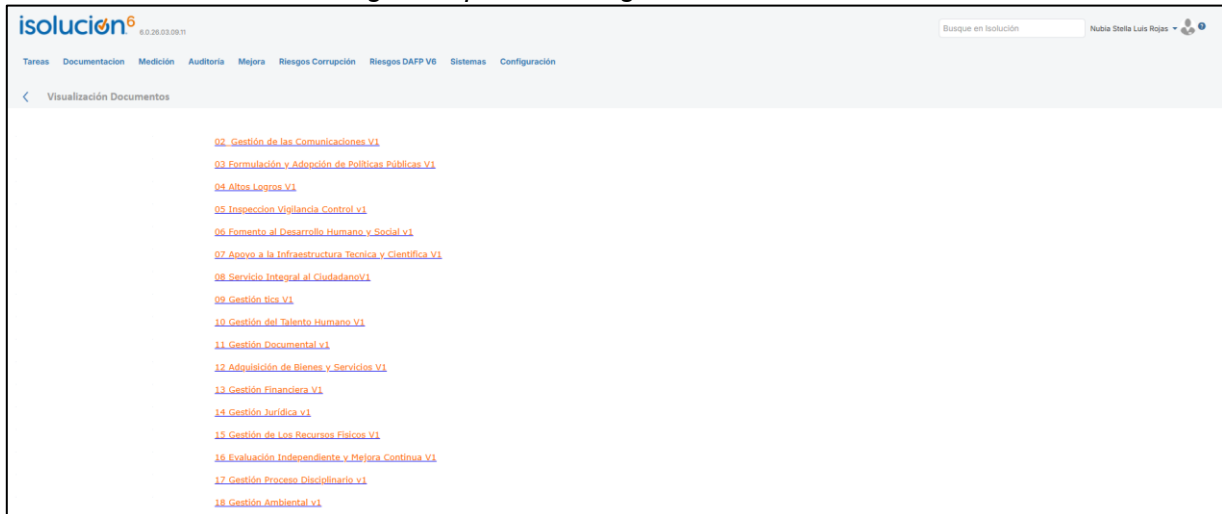 isolución 6 6.0.26.03.09.11
Busque en Isolución
Nubia Stella Luis Rojas
Tareas Documentacion Medición Auditoría Mejora Riesgos Corrupción Riesgos DAFP V6 Sistemas Configuración
Visualización Documentos
02 Gestión de las Comunicaciones V1
03 Formulación y Adopción de Políticas Públicas V1
04 Altos Logros V1
05 Inspeccion Vigilancia Control v1
06 Fomento al Desarrollo Humano y Social v1
07 Apoyo a la Infraestructura Tecnica y Cientifica V1
08 Servicio Integral al CiudadanoV1
09 Gestión tics V1
10 Gestión del Talento Humano V1
11 Gestión Documental v1
12 Adquisición de Bienes y Servicios V1
13 Gestión Financiera V1
14 Gestión Jurídica v1
15 Gestión de Los Recursos Fisicos V1
16 Evaluación Independiente y Mejora Continua V1
17 Gestión Proceso Disciplinario v1
18 Gestión Ambiental v1